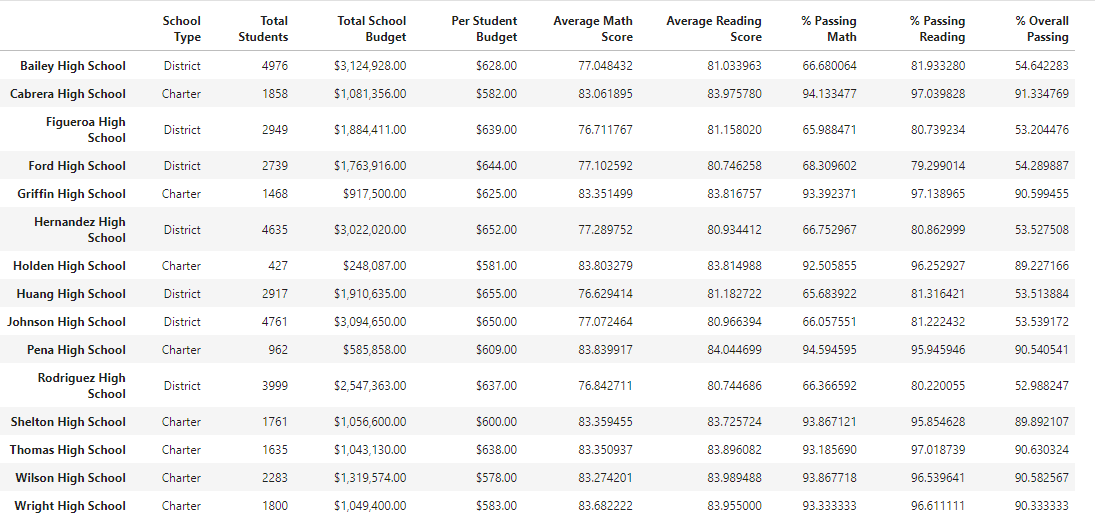 School Type Total Students Total School Budget Per Student Budget Average Math Score Average Reading Score % Passing Math % Passing Reading % Overall Passing
Bailey High School District 4976 $3,124,928.00 $628.00 77.048432 81.033963 66.680064 81.933280 54.642283
Cabrera High School Charter 1858 $1,081,356.00 $582.00 83.061895 83.975780 94.133477 97.039828 91.334769
Figueroa High School District 2949 $1,884,411.00 $639.00 76.711767 81.158020 65.988471 80.739234 53.204476
Ford High School District 2739 $1,763,916.00 $644.00 77.102592 80.746258 68.309602 79.299014 54.289887
Griffin High School Charter 1468 $917,500.00 $625.00 83.351499 83.816757 93.392371 97.138965 90.599455
Hernandez High School District 4635 $3,022,020.00 $652.00 77.289752 80.934412 66.752967 80.862999 53.527508
Holden High School Charter 427 $248,087.00 $581.00 83.803279 83.814988 92.505855 96.252927 89.227166
Huang High School District 2917 $1,910,635.00 $655.00 76.629414 81.182722 65.683922 81.316421 53.513884
Johnson High School District 4761 $3,094,650.00 $650.00 77.072464 80.966394 66.057551 81.222432 53.539172
Pena High School Charter 962 $585,858.00 $609.00 83.839917 84.044699 94.594595 95.945946 90.540541
Rodriguez High School District 3999 $2,547,363.00 $637.00 76.842711 80.744686 66.366592 80.220055 52.988247
Shelton High School Charter 1761 $1,056,600.00 $600.00 83.359455 83.725724 93.867121 95.854628 89.892107
Thomas High School Charter 1635 $1,043,130.00 $638.00 83.350937 83.896082 93.185690 97.018739 90.630324
Wilson High School Charter 2283 $1,319,574.00 $578.00 83.274201 83.989488 93.867718 96.539641 90.582567
Wright High School Charter 1800 $1,049,400.00 $583.00 83.682222 83.955000 93.333333 96.611111 90.333333